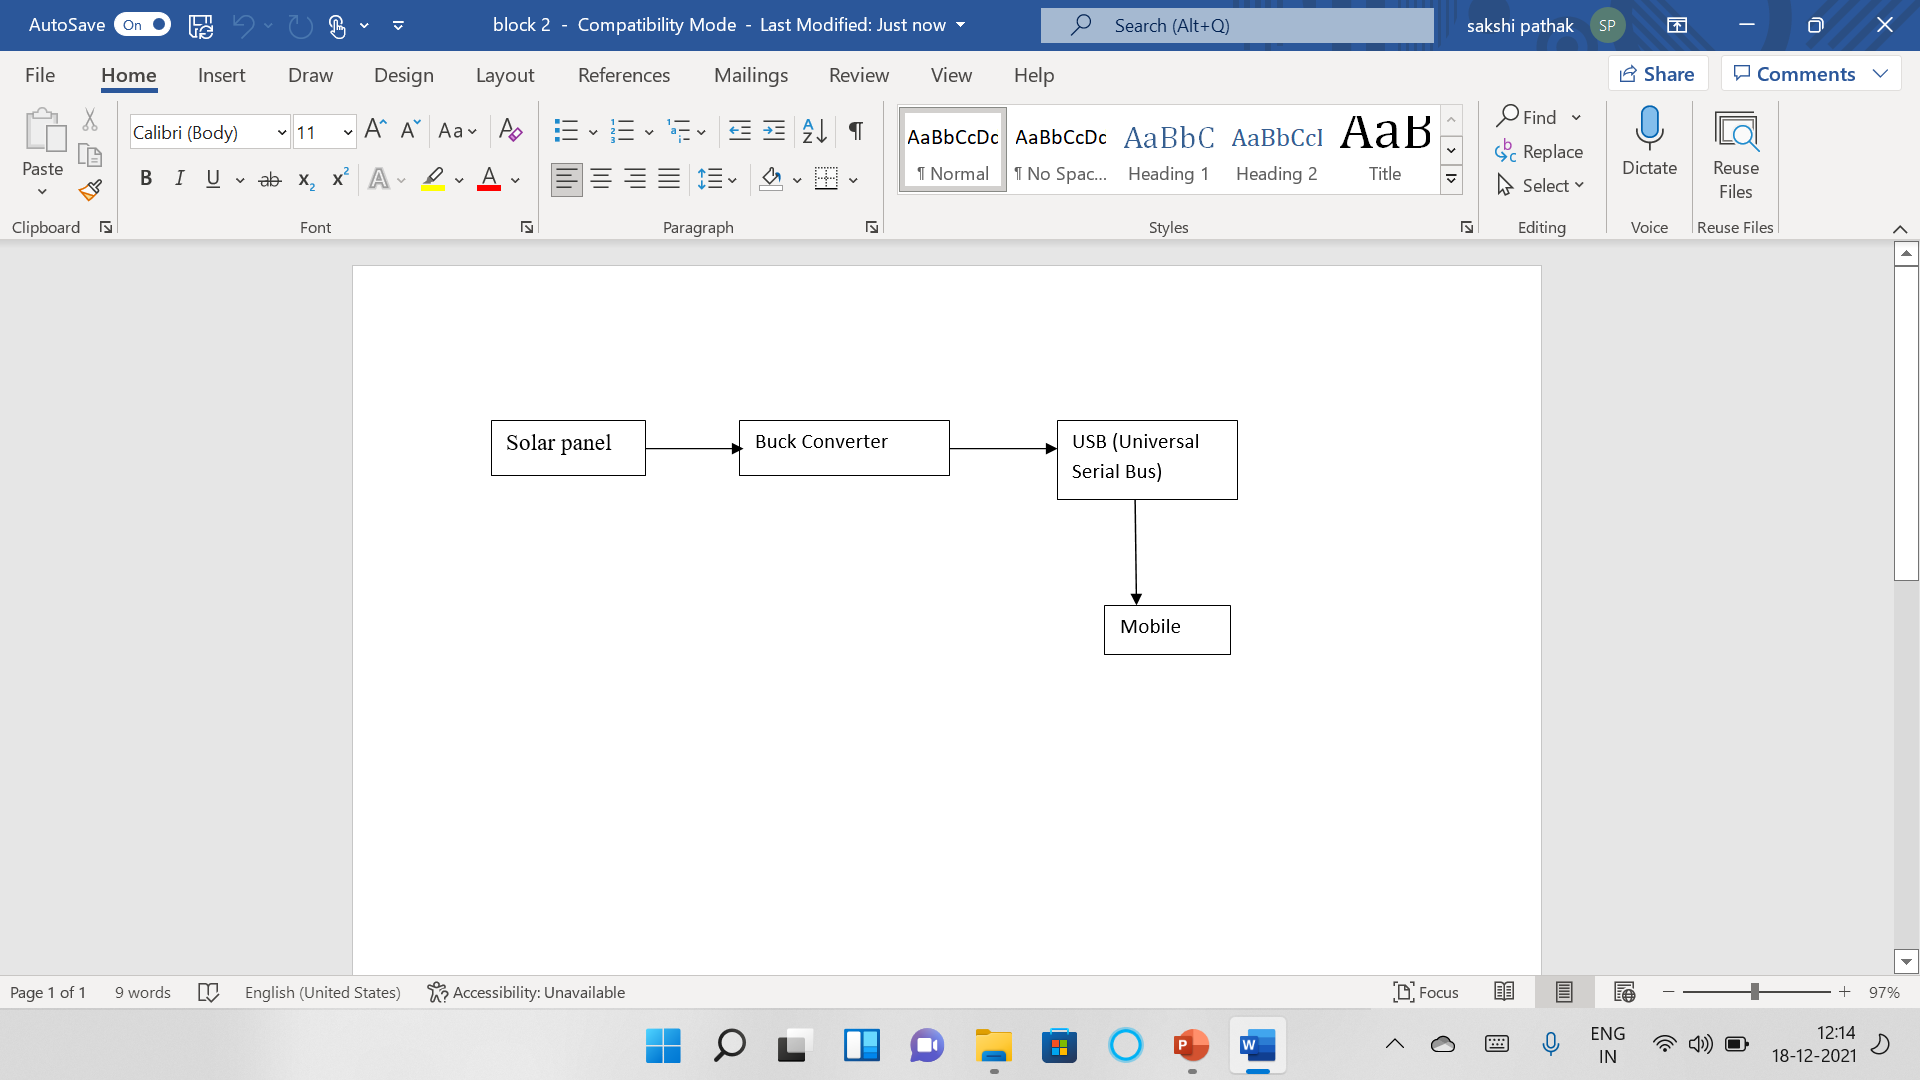 AutoSave On block 2 - Compatibility Mode - Last Modified: Just now Search (Alt+Q) sakshi pathak SP
File Home Insert Draw Design Layout References Mailings Review View Help Share Comments
Paste
Clipboard
Calibri (Body) 11
Font
Paragraph
AaBbCcDc AaBbCcDc AaBbC AaBbCcI AaB
¶ Normal ¶ No Spac... Heading 1 Heading 2 Title
Styles
Find
Replace
Select
Editing
Dictate
Voice
Reuse
Files
Reuse Files
Solar panel
Buck Converter
USB (Universal
Serial Bus)
Mobile
Page 1 of 1 9 words English (United States) Accessibility: Unavailable Focus 97%
ENG
IN
12:14
18-12-2021